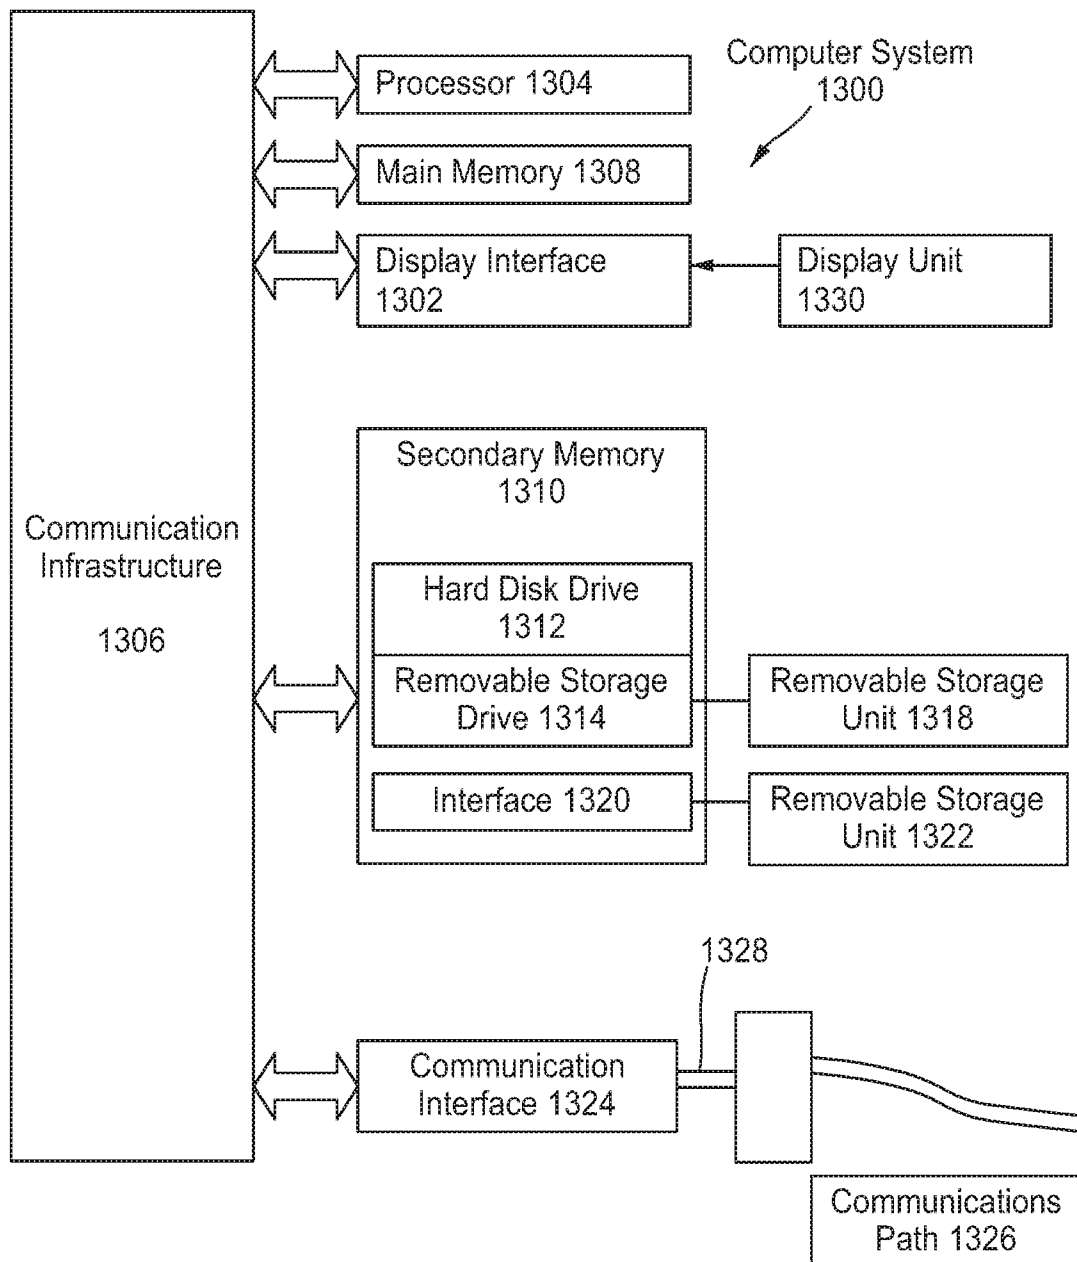 Computer System
1300
Processor 1304
Main Memory 1308
Display Interface
1302
Display Unit
1330
Secondary Memory
1310
Communication
Infrastructure
1306
Hard Disk Drive
1312
Removable Storage
Drive 1314
Removable Storage
Unit 1318
Interface 1320
Removable Storage
Unit 1322
1328
Communication
Interface 1324
Communications
Path 1326